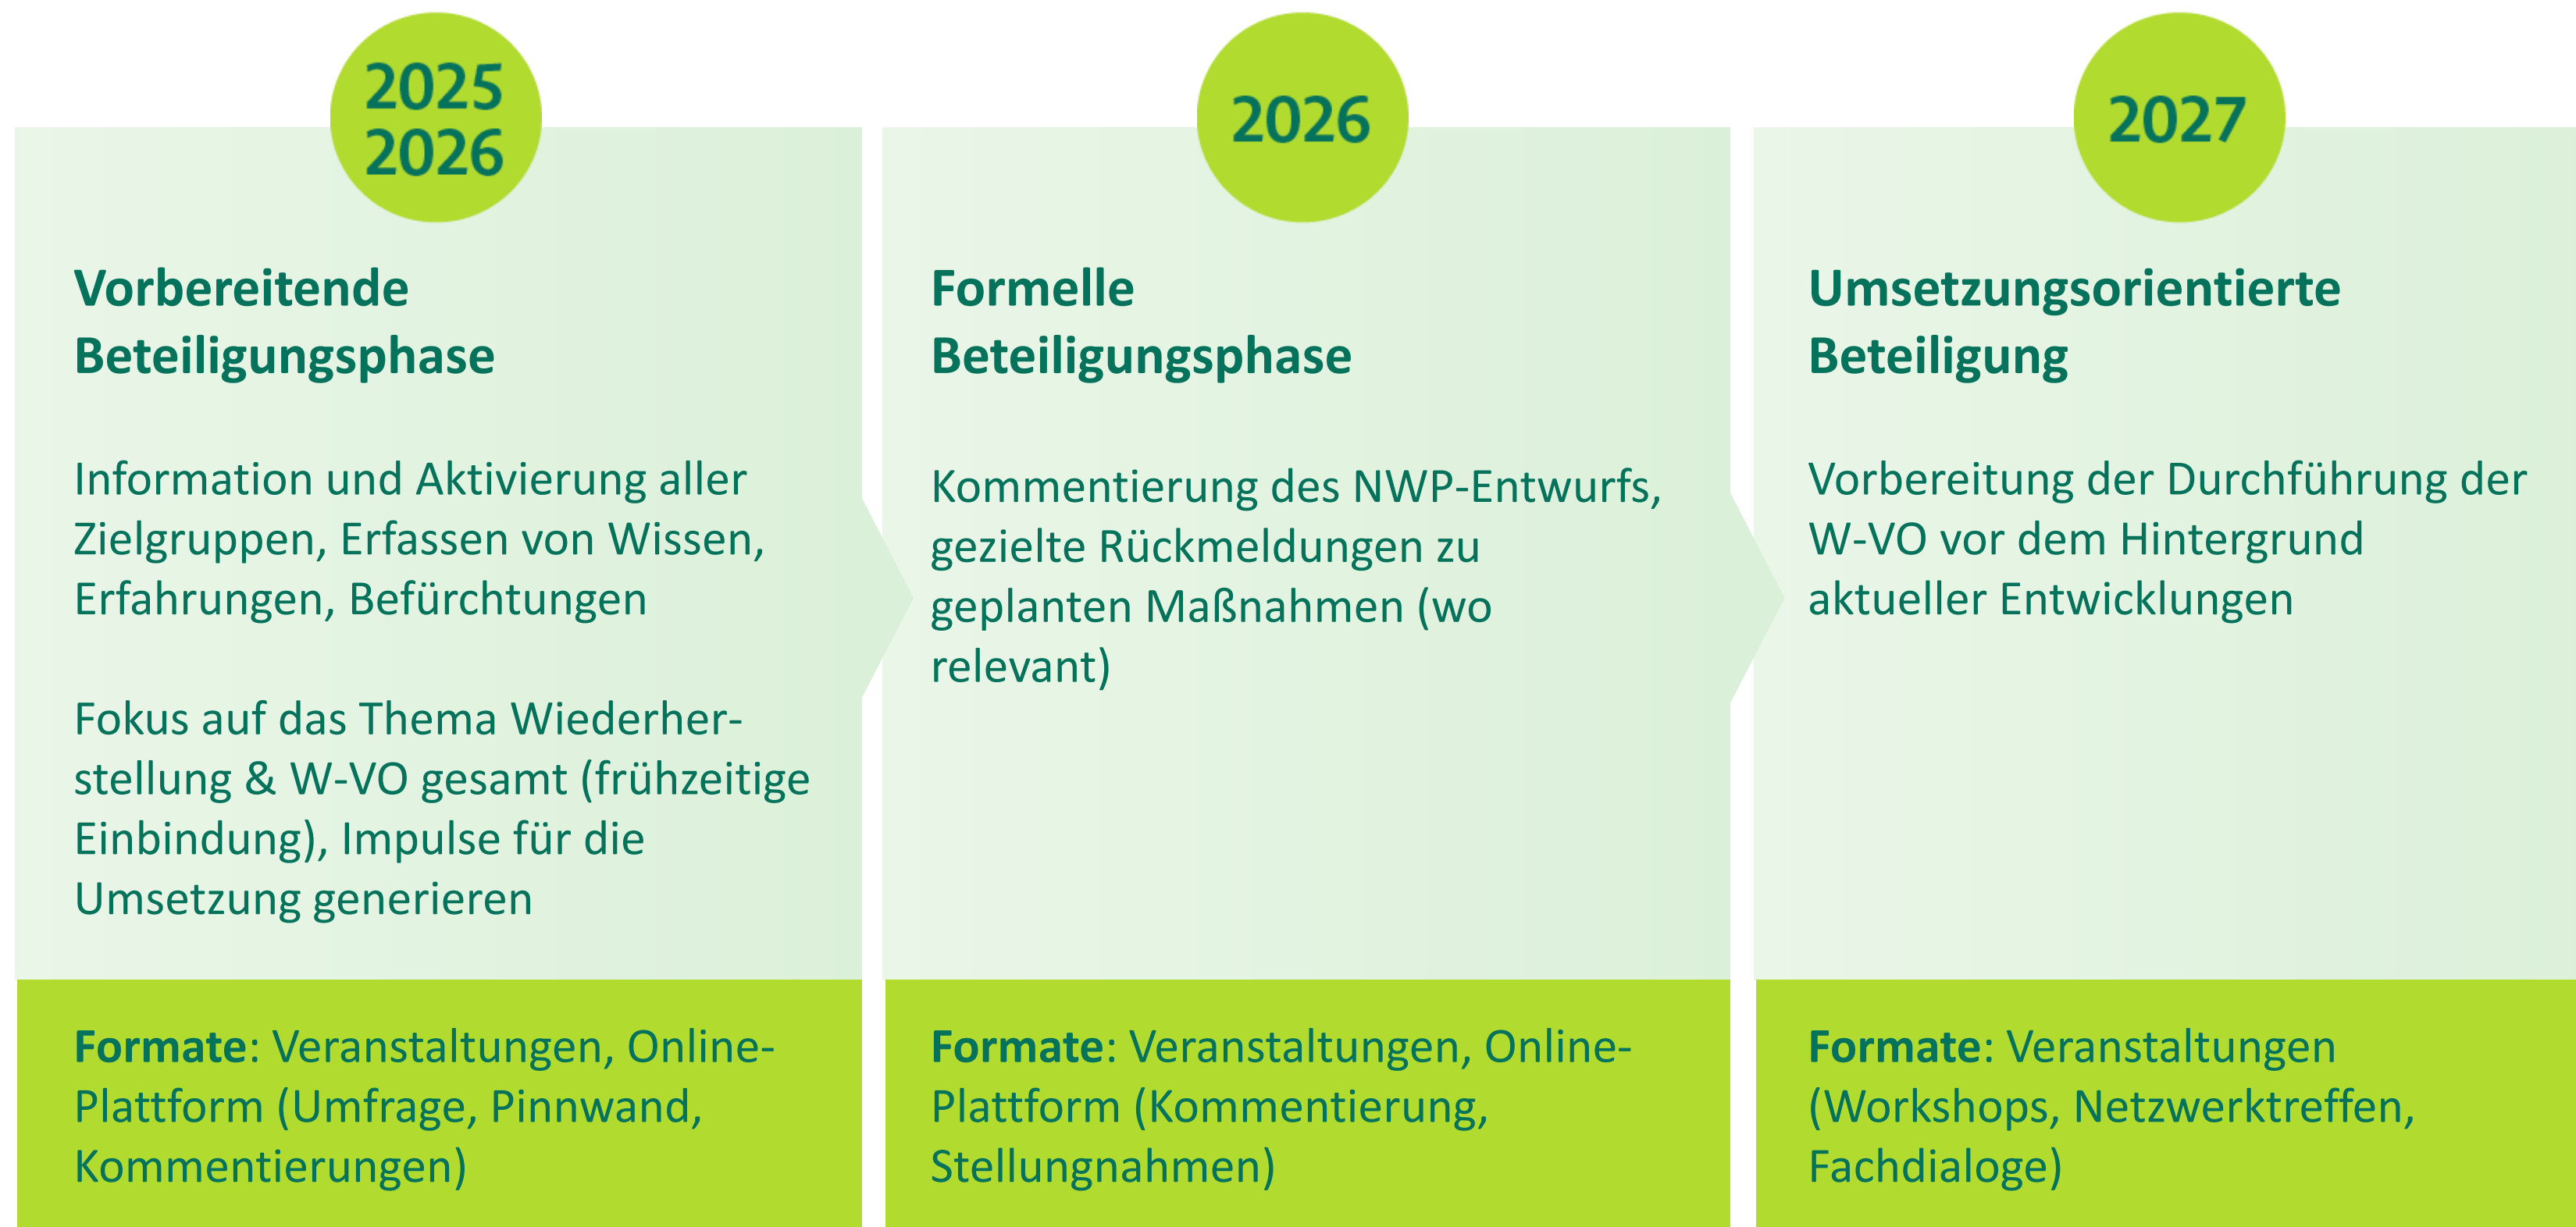 2025
2026
Vorbereitende
Beteiligungsphase
Information und Aktivierung aller
Zielgruppen, Erfassen von Wissen,
Erfahrungen, Befürchtungen
Fokus auf das Thema Wiederher-
stellung & W-VO gesamt (frühzeitige
Einbindung), Impulse für die
Umsetzung generieren
Formate: Veranstaltungen, Online-
Plattform (Umfrage, Pinnwand,
Kommentierungen)
2026
Formelle
Beteiligungsphase
Kommentierung des NWP-Entwurfs,
gezielte Rückmeldungen zu
geplanten Maßnahmen (wo
relevant)
Formate: Veranstaltungen, Online-
Plattform (Kommentierung,
Stellungnahmen)
2027
Umsetzungsorientierte
Beteiligung
Vorbereitung der Durchführung der
W-VO vor dem Hintergrund
aktueller Entwicklungen
Formate: Veranstaltungen
(Workshops, Netzwerktreffen,
Fachdialoge)